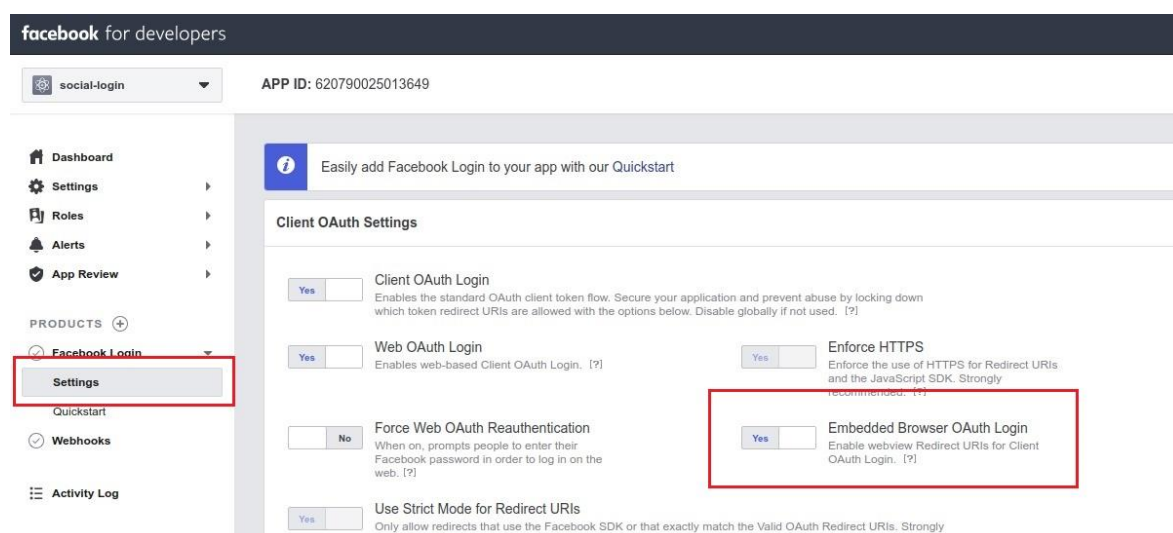 facebook for developers
social-login
APP ID: 620790025013649
Dashboard
Settings
Roles
Alerts
App Review
PRODUCTS
Facebook Login
Settings
Quickstart
Webhooks
Activity Log
Easily add Facebook Login to your app with our Quickstart
Client OAuth Settings
Yes
Client OAuth Login
Enables the standard OAuth client token flow. Secure your application and prevent abuse by locking down
which token redirect URIs are allowed with the options below. Disable globally if not used. [?]
Yes
Web OAuth Login
Enables web-based Client OAuth Login. [?]
Yes
Enforce HTTPS
Enforce the use of HTTPS for Redirect URIs
and the JavaScript SDK. Strongly
recommended. [?]
No
Force Web OAuth Reauthentication
When on, prompts people to enter their
Facebook password in order to log in on the
web. [?]
Yes
Embedded Browser OAuth Login
Enable webview Redirect URIs for Client
OAuth Login. [?]
Yes
Use Strict Mode for Redirect URIs
Only allow redirects that use the Facebook SDK or that exactly match the Valid OAuth Redirect URIs. Strongly